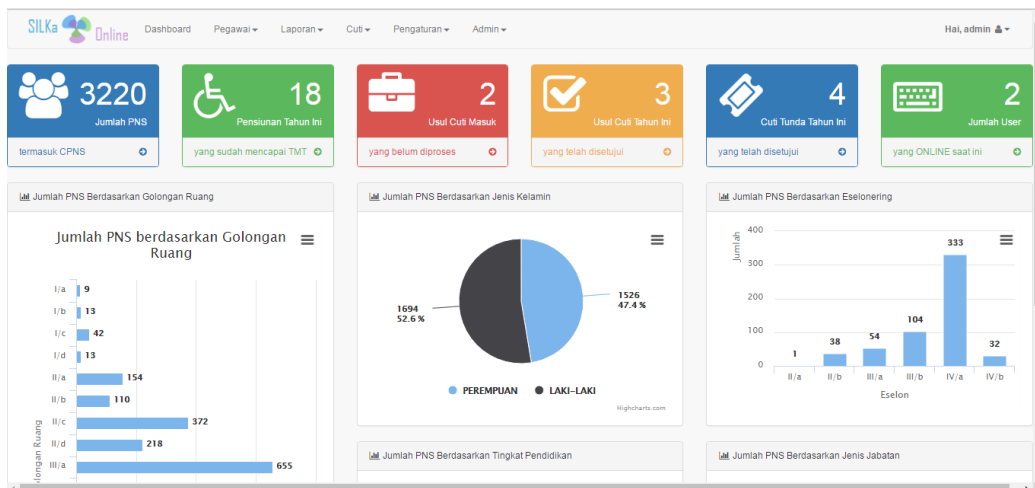 SILKa Online
Dashboard Pegawai Laporan Cuti Pengaturan Admin Hai, admin
3220
Jumlah PNS
termasuk CPNS
18
Pensiunan Tahun Ini
yang sudah mencapai TMT
2
Usul Cuti Masuk
yang belum diproses
3
Usul Cuti Tahun Ini
yang telah disetujui
4
Cuti Tunda Tahun Ini
yang telah disetujui
2
Jumlah User
yang ONLINE saat ini
Jumlah PNS Berdasarkan Golongan Ruang
Jumlah PNS berdasarkan Golongan
Ruang
I/a 9
I/b 13
I/c 42
I/d 13
II/a 154
II/b 110
II/c 372
II/d 218
III/a 655
Jumlah PNS Berdasarkan Jenis Kelamin
1694
52.6 %
1526
47.4 %
PEREMPUAN LAKI-LAKI
Highcharts.com
Jumlah PNS Berdasarkan Tingkat Pendidikan
Jumlah PNS Berdasarkan Eselonering
Jumlah
400
300
200
100
0
1 38 54 104 333 32
II/a II/b III/a III/b IV/a IV/b
Eselon
Jumlah PNS Berdasarkan Jenis Jabatan